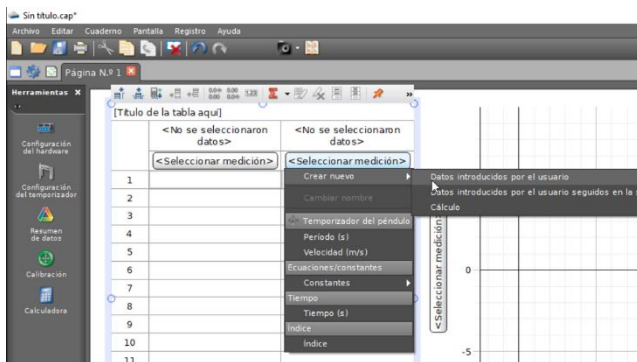 Sin título.cap*
Archivo Editar Cuaderno Pantalla Registro Ayuda
Página N.º 1
Herramientas X
[Título de la tabla aquí]
<No se seleccionaron datos>
<No se seleccionaron datos>
<Seleccionar medición>
<Seleccionar medición>
Configuración del hardware
Configuración del temporizador
Resumen de datos
Calibración
Calculadora
1
2
3
4
5
6
7
8
9
10
11
Crear nuevo
Cambiar nombre
Temporizador del péndulo
Período (s)
Velocidad (m/s)
Ecuaciones/constantes
Constantes
Tiempo
Tiempo (s)
Índice
Índice
Datos introducidos por el usuario
Datos introducidos por el usuario seguidos en la
Cálculo
<Seleccionar medición>
0
-5